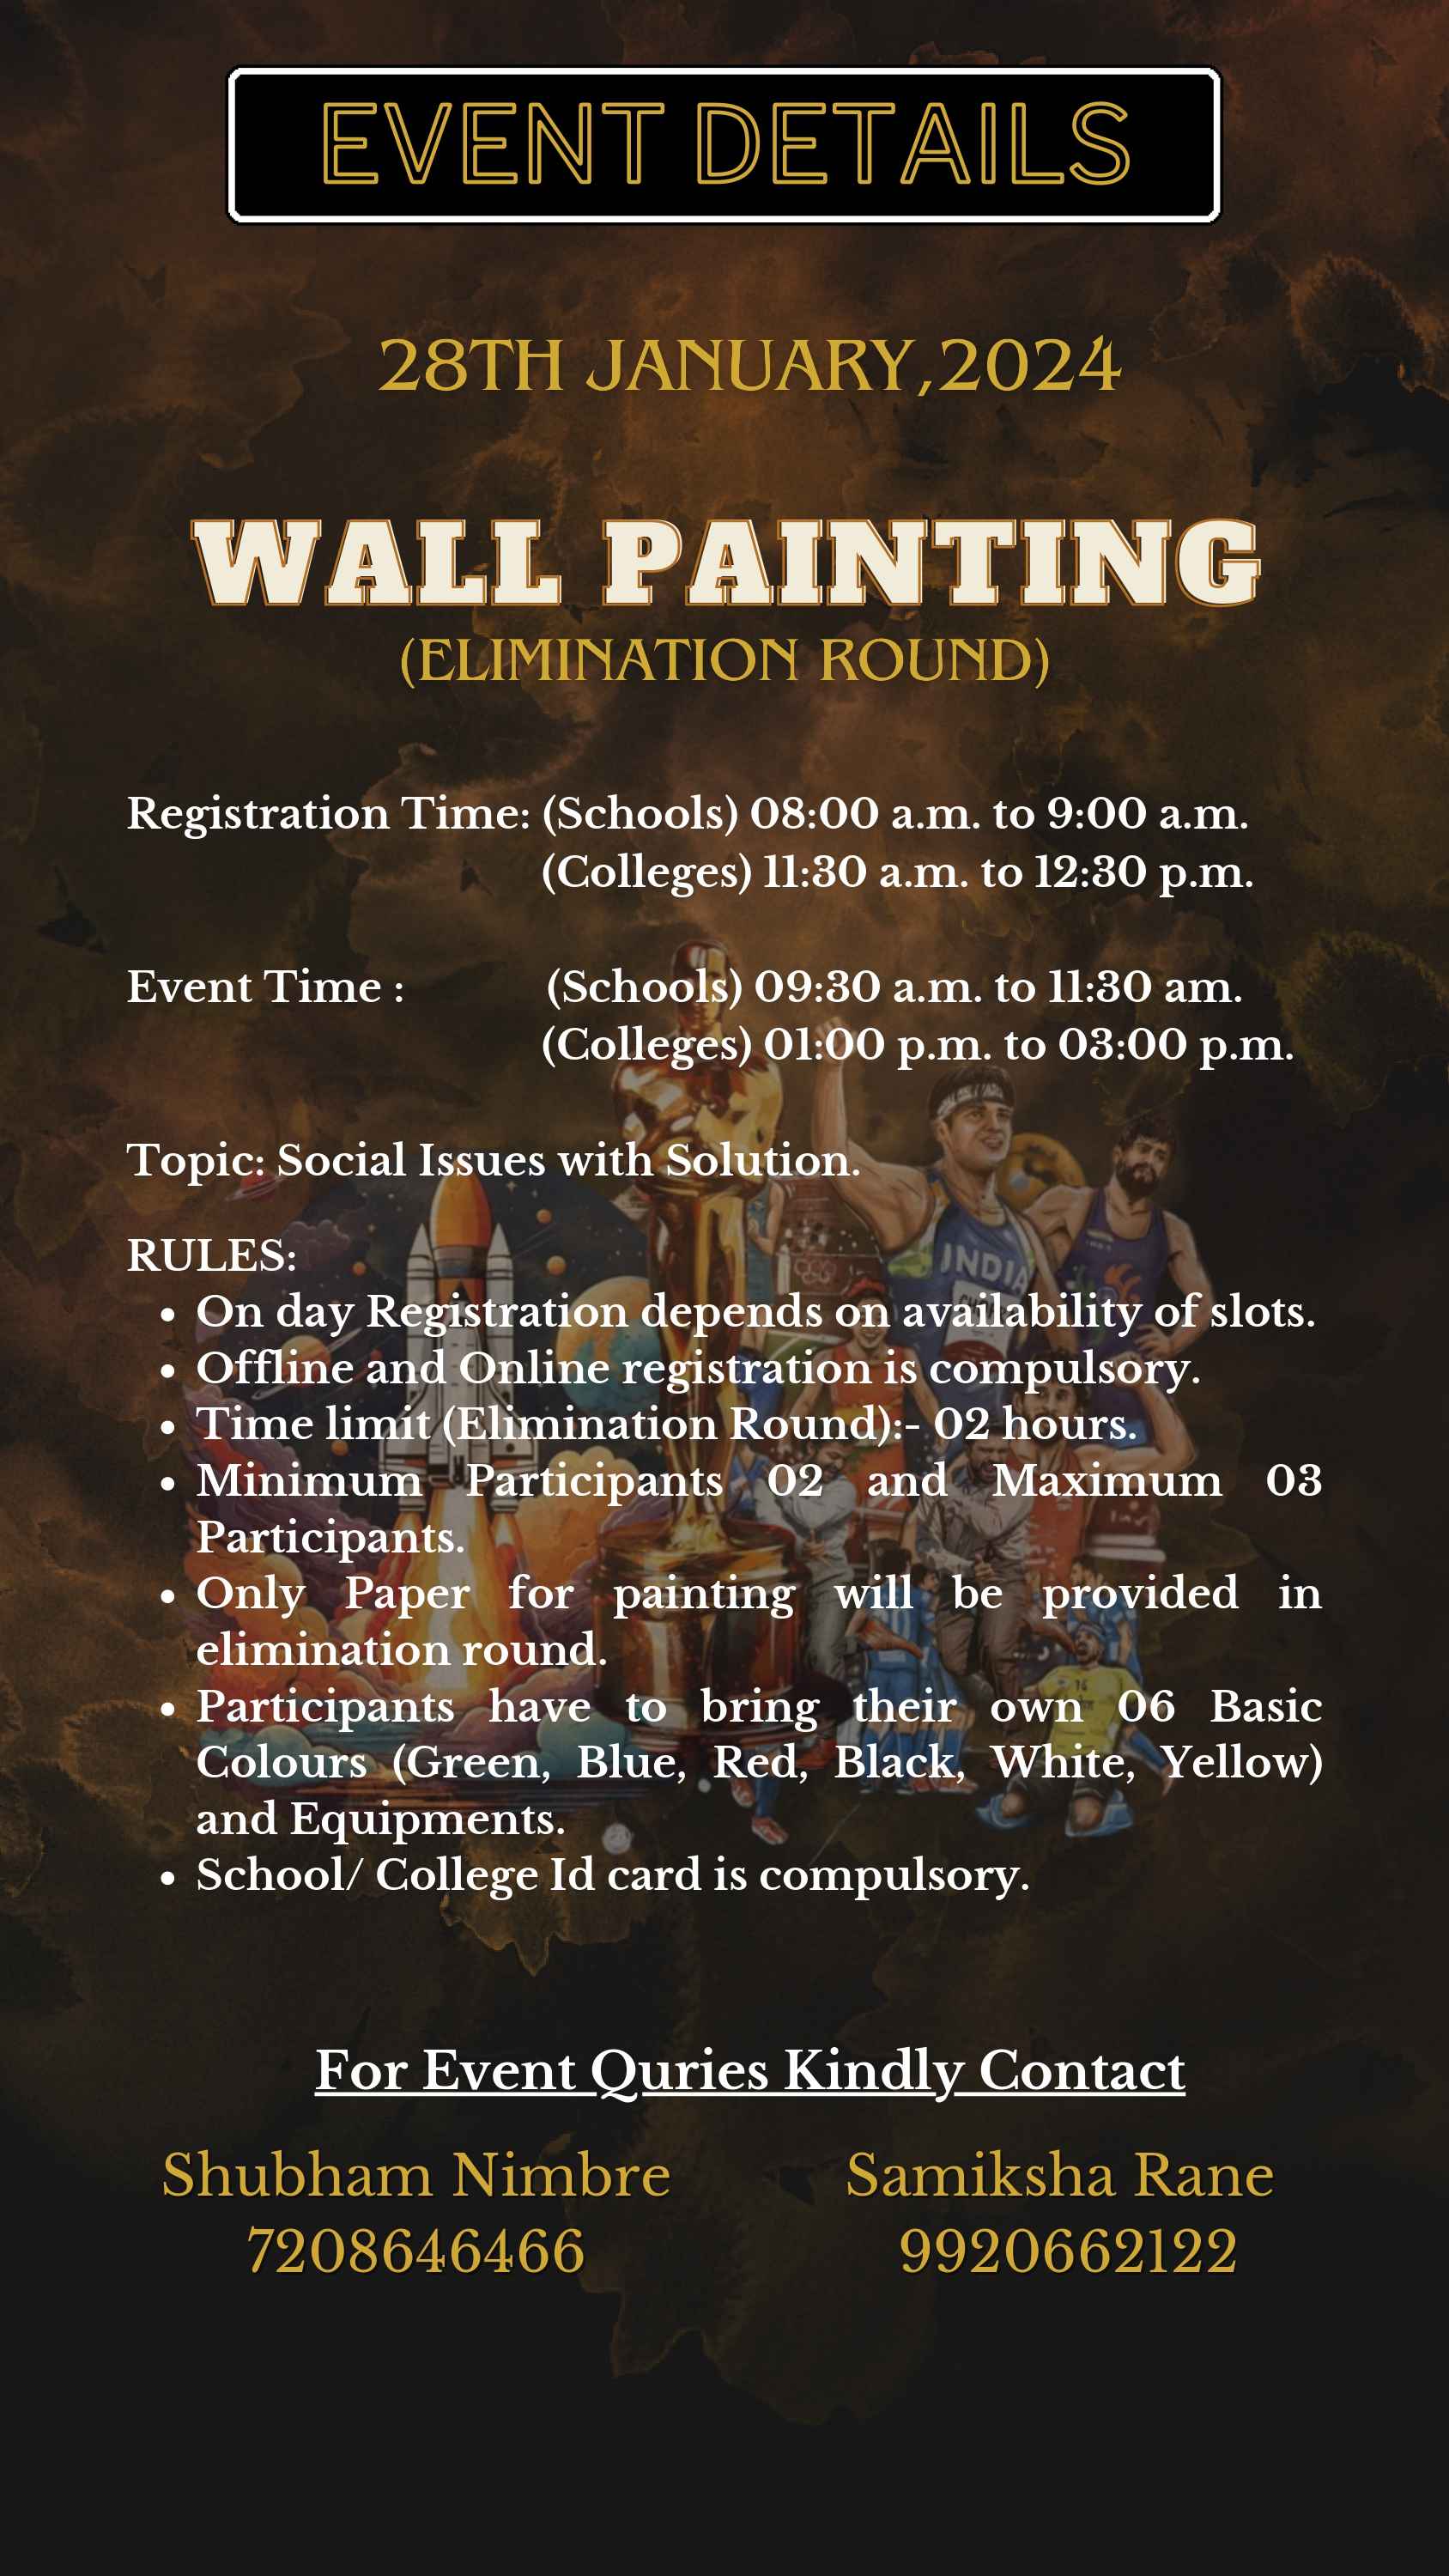 EVENT DETAILS
28TH JANUARY,2024
WALL PAINTING
(ELIMINATION ROUND)
Registration Time: (Schools) 08:00 a.m. to 9:00 a.m.
(Colleges) 11:30 a.m. to 12:30 p.m.
Event Time : (Schools) 09:30 a.m. to 11:30 am.
(Colleges) 01:00 p.m. to 03:00 p.m.
Topic: Social Issues with Solution.
RULES:
• On day Registration depends on availability of slots.
• Offline and Online registration is compulsory.
• Time limit (Elimination Round):- 02 hours.
• Minimum Participants 02 and Maximum 03
Participants.
• Only Paper for painting will be provided in
elimination round.
• Participants have to bring their own 06 Basic
Colours (Green, Blue, Red, Black, White, Yellow)
and Equipments.
• School/ College Id card is compulsory.
INDIA
For Event Quries Kindly Contact
Shubham Nimbre
7208646466
Samiksha Rane
9920662122